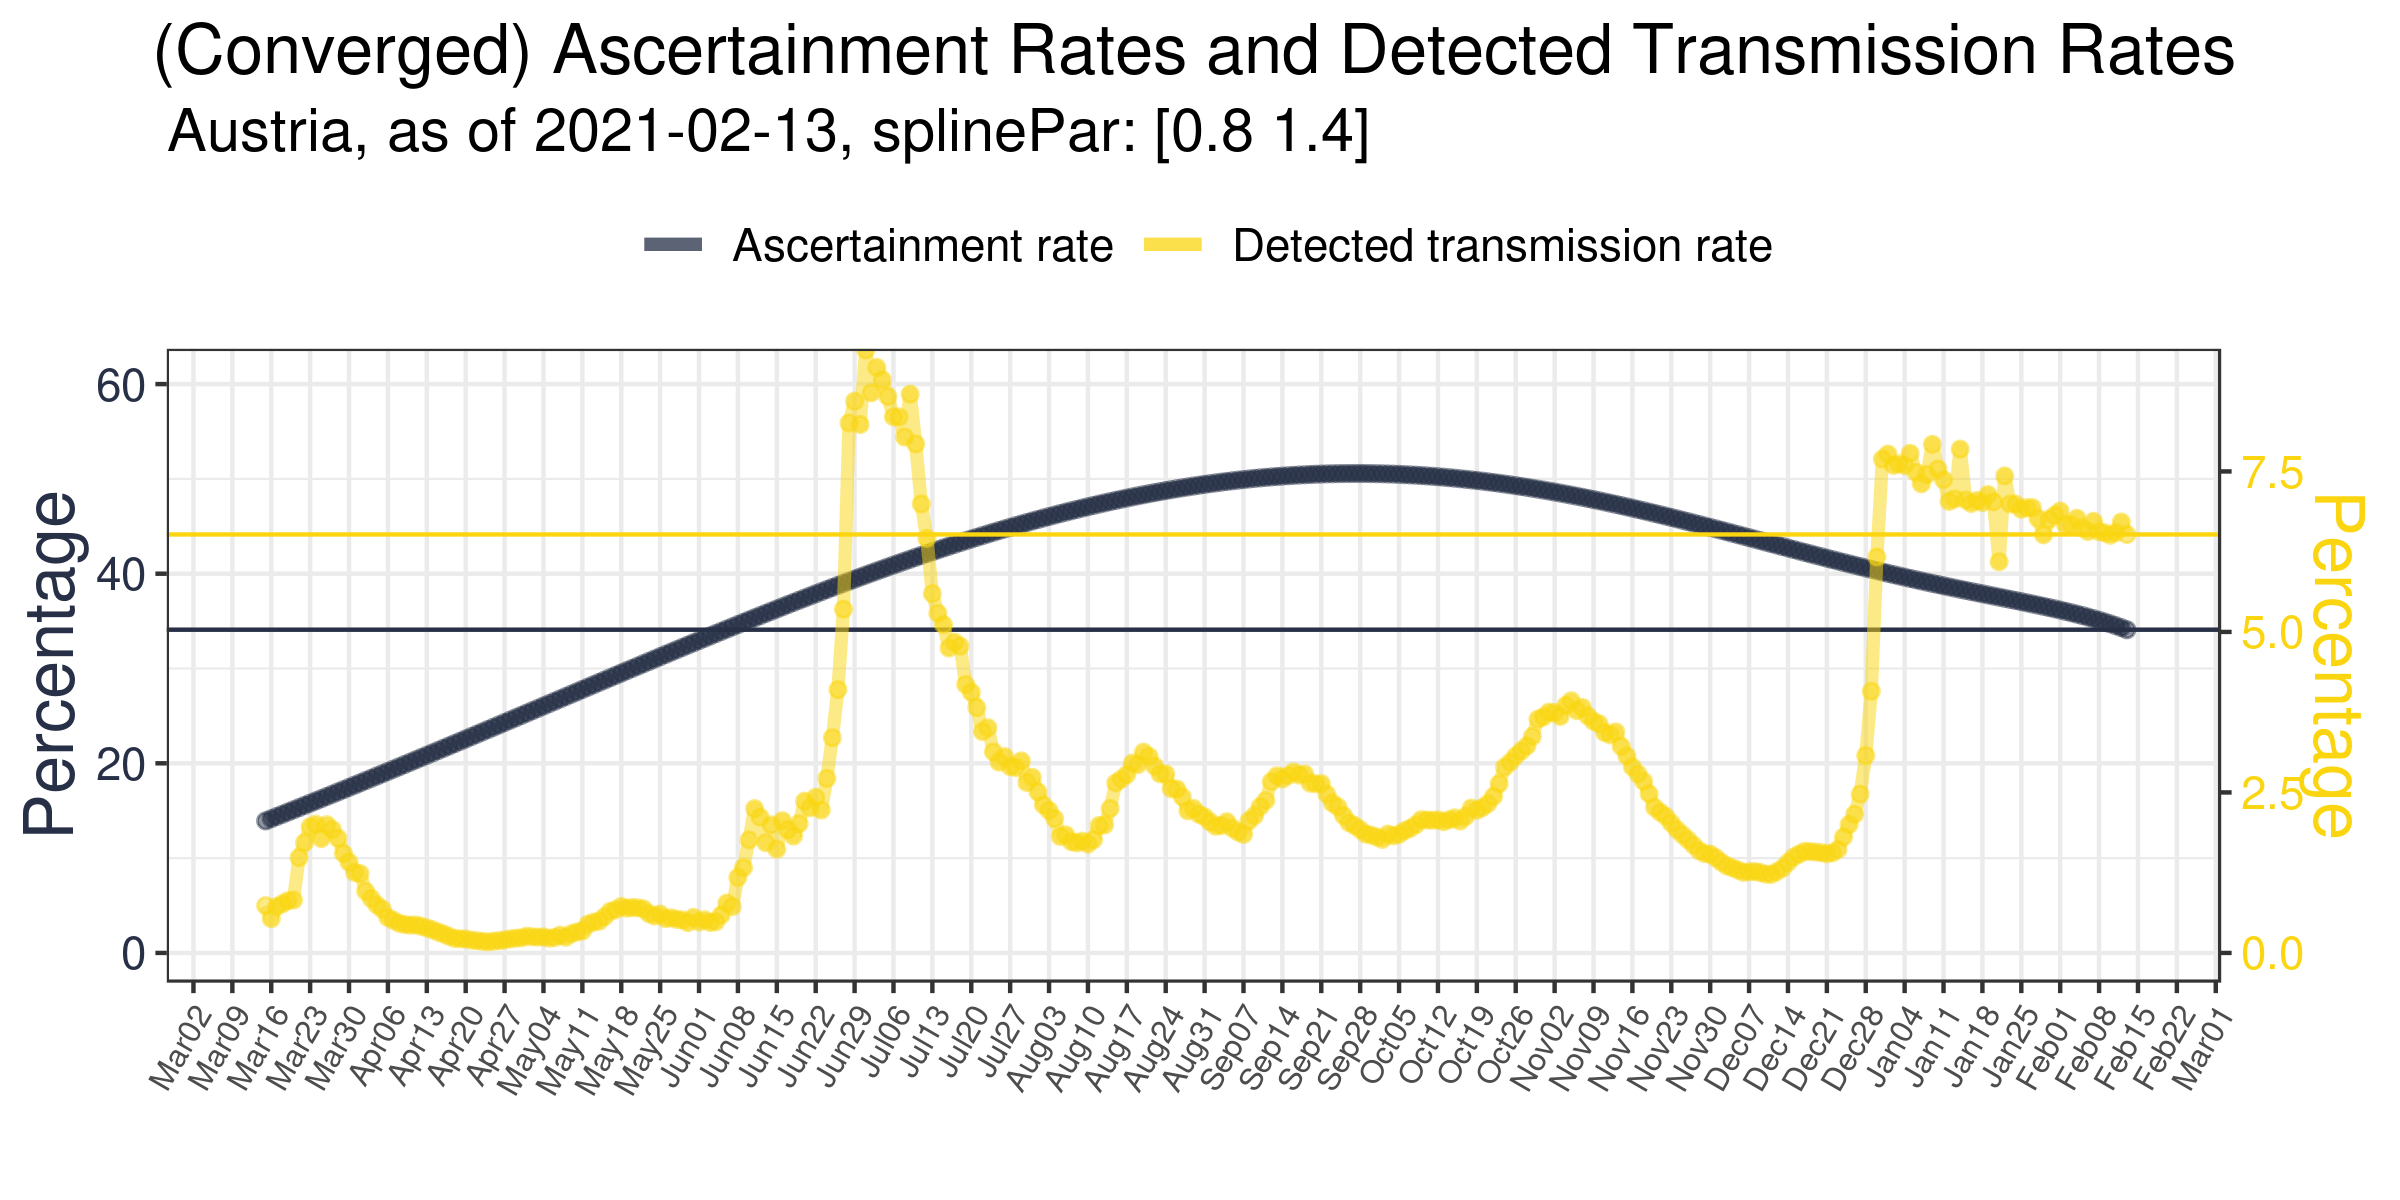 (Converged) Ascertainment Rates and Detected Transmission Rates
Austria, as of 2021-02-13, splinePar: [0.8 1.4]
Ascertainment rate
Detected transmission rate
Percentage
60
40
20
0
7.5
5.0
2.5
0.0
Percentage
Mar02
Mar09
Mar16
Mar23
Mar30
Apr06
Apr13
Apr20
Apr27
May04
May11
May18
May25
Jun01
Jun08
Jun15
Jun22
Jun29
Jul06
Jul13
Jul20
Jul27
Aug03
Aug10
Aug17
Aug24
Aug31
Sep07
Sep14
Sep21
Sep28
Oct05
Oct12
Oct19
Oct26
Nov02
Nov09
Nov16
Nov23
Nov30
Dec07
Dec14
Dec21
Dec28
Jan04
Jan11
Jan18
Jan25
Feb01
Feb08
Feb15
Feb22
Mar01